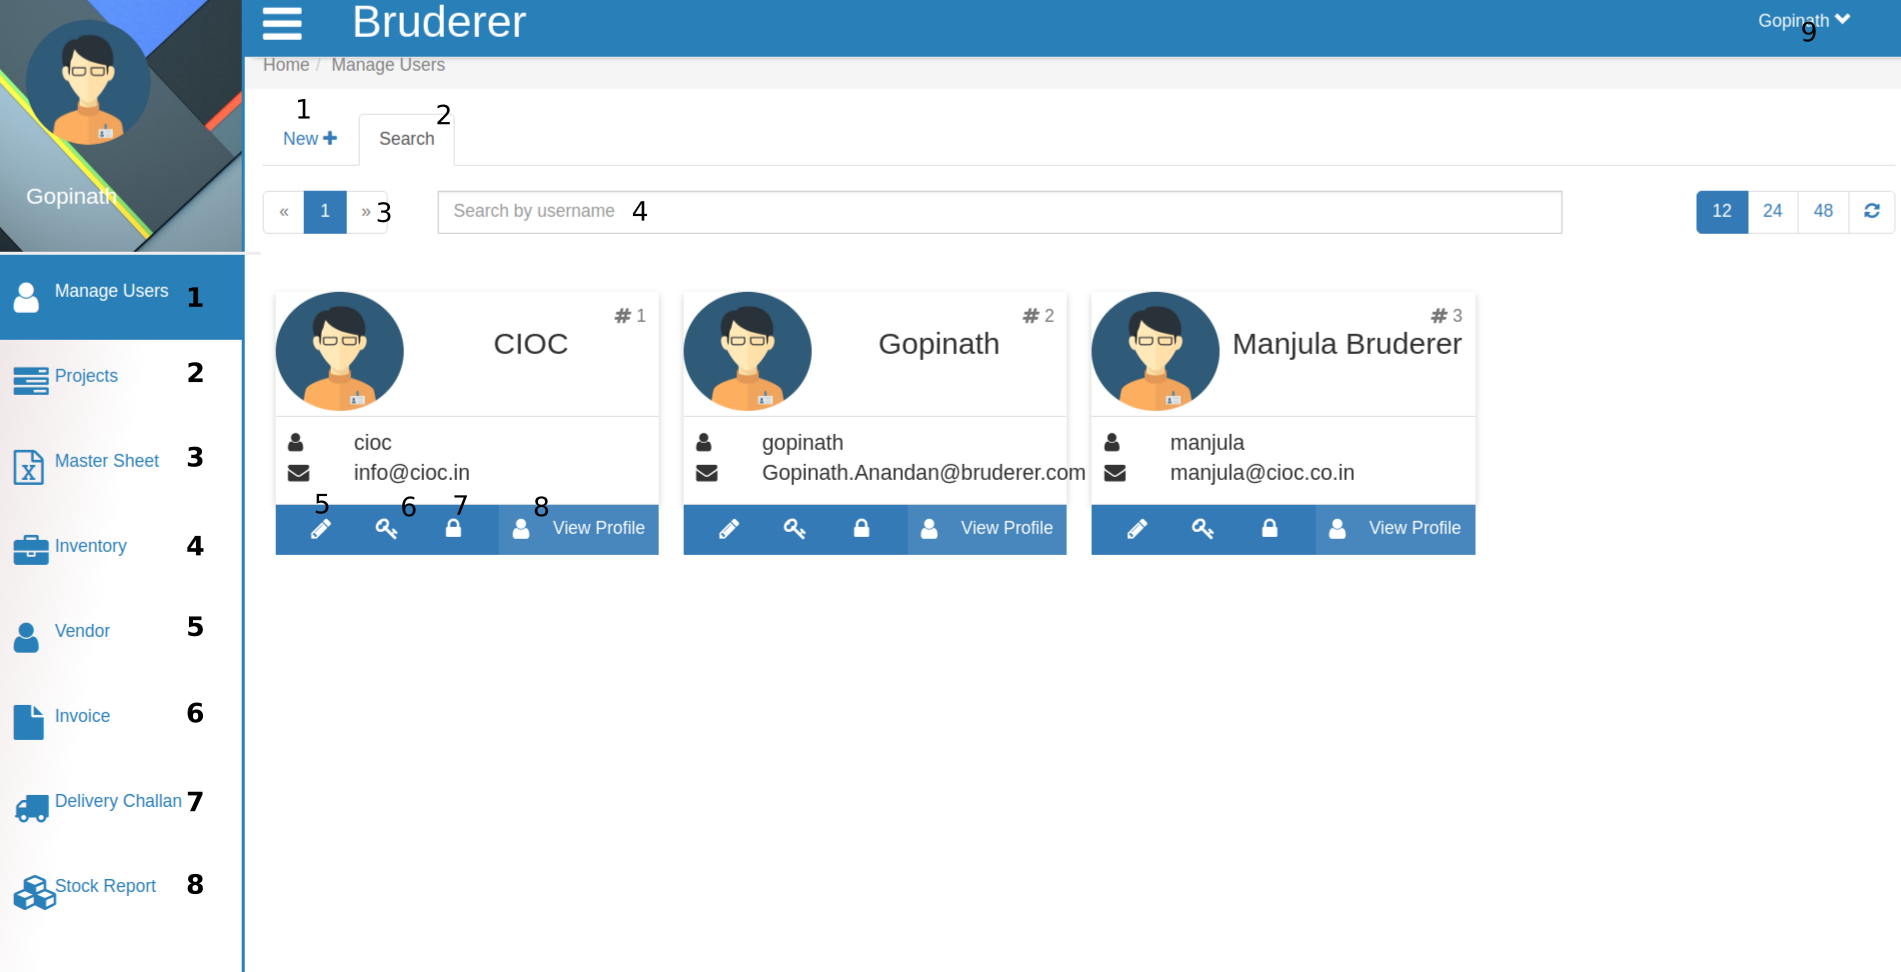 Bruderer
Gopinath
9
Home / Manage Users
Gopinath
1
2
New
Search
« 1 » 3
Search by username 4
12 24 48
Manage Users 1
Projects 2
Master Sheet 3
Inventory 4
Vendor 5
Invoice 6
Delivery Challan 7
Stock Report 8
# 1
CIOC
cioc
info@cioc.in
5 6 7 8
View Profile
# 2
Gopinath
gopinath
Gopinath.Anandan@bruderer.com
View Profile
# 3
Manjula Bruderer
manjula
manjula@cioc.co.in
View Profile